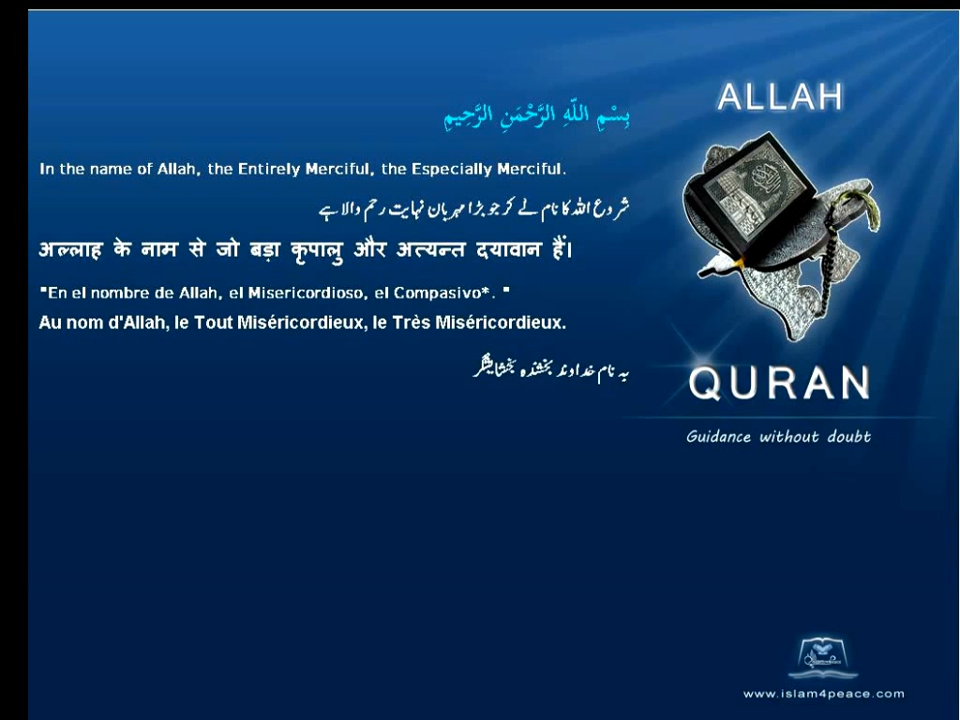 بِسْمِ اللّهِ الرَّحْمَنِ الرَّحِيمِ
In the name of Allah, the Entirely Merciful, the Especially Merciful.
شروع الله کا نام لے کر جو بڑا مہربان نہایت رحم والا ہے
अल्लाह के नाम से जो बड़ा कृपालु और अत्यन्त दयावान हैं।
"En el nombre de Allah, el Misericordioso, el Compasivo*. "
Au nom d'Allah, le Tout Miséricordieux, le Très Miséricordieux.
به نام خداوند بخشنده بخشایشگر
ALLAH
QURAN
Guidance without doubt
www.islam4peace.com